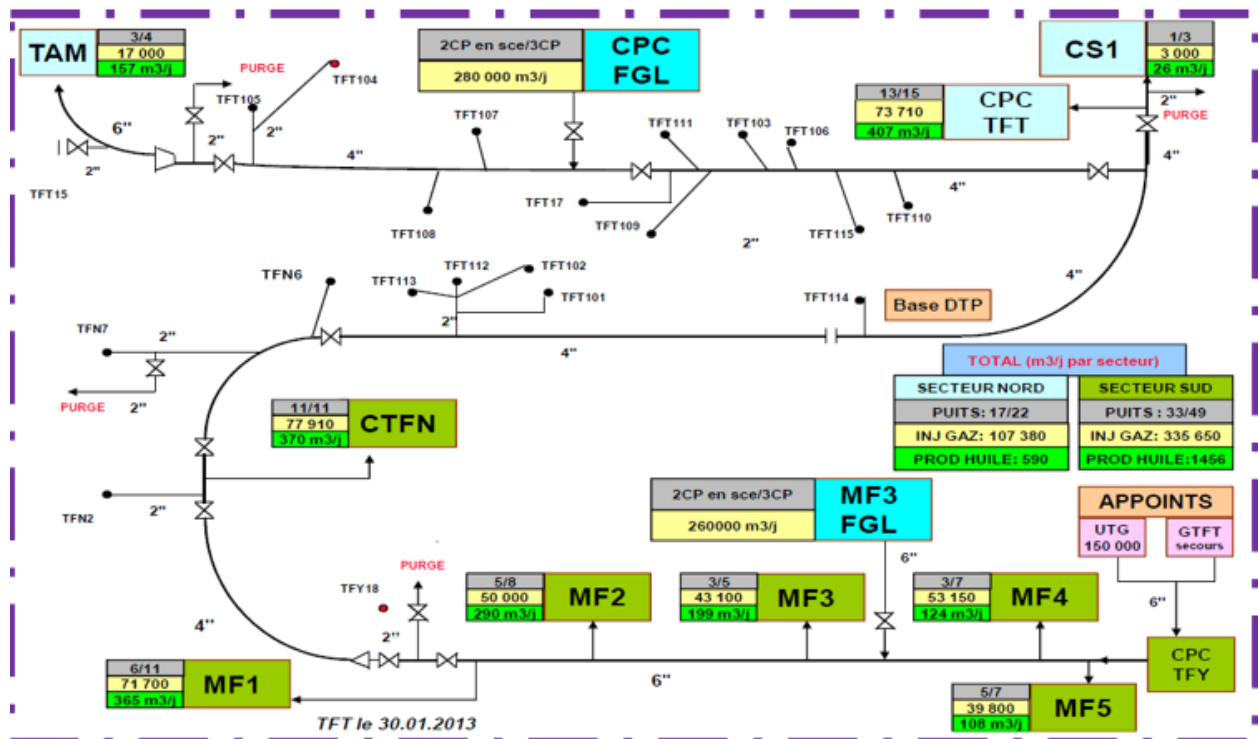 TAM
3/4
17 000
157 m3/j
PURGE
TFT104
TFT105
2CP en sce/3CP
280 000 m3/j
CPC
FGL
CS1
1/3
3 000
26 m3/j
13/15
73 710
407 m3/j
CPC
TFT
2"
PURGE
6"
2"
2"
TFT107
TFT111
TFT103
TFT106
4"
4"
4"
2"
TFT15
TFT17
TFT108
TFT109
2"
TFT115
TFT110
TFN6
TFT113
TFT112
TFT102
TFT101
TFT114
4"
Base DTP
TFN7
2"
2"
4"
PURGE
2"
TOTAL (m3/j par secteur)
SECTEUR NORD
PUITS: 17/22
INJ GAZ: 107 380
PROD HUILE: 590
SECTEUR SUD
PUITS : 33/49
INJ GAZ: 335 650
PROD HUILE:1456
11/11
77 910
370 m3/j
CTFN
TFN2
2"
2CP en sce/3CP
260000 m3/j
MF3
FGL
6"
APPOINTS
UTG
150 000
GTFT
secours
6"
TFY18
PURGE
2"
4"
5/8
50 000
290 m3/j
MF2
3/5
43 100
199 m3/j
MF3
3/7
53 150
124 m3/j
MF4
CPC
TFY
6/11
71 700
365 m3/j
MF1
6"
5/7
39 800
108 m3/j
MF5
TFT le 30.01.2013